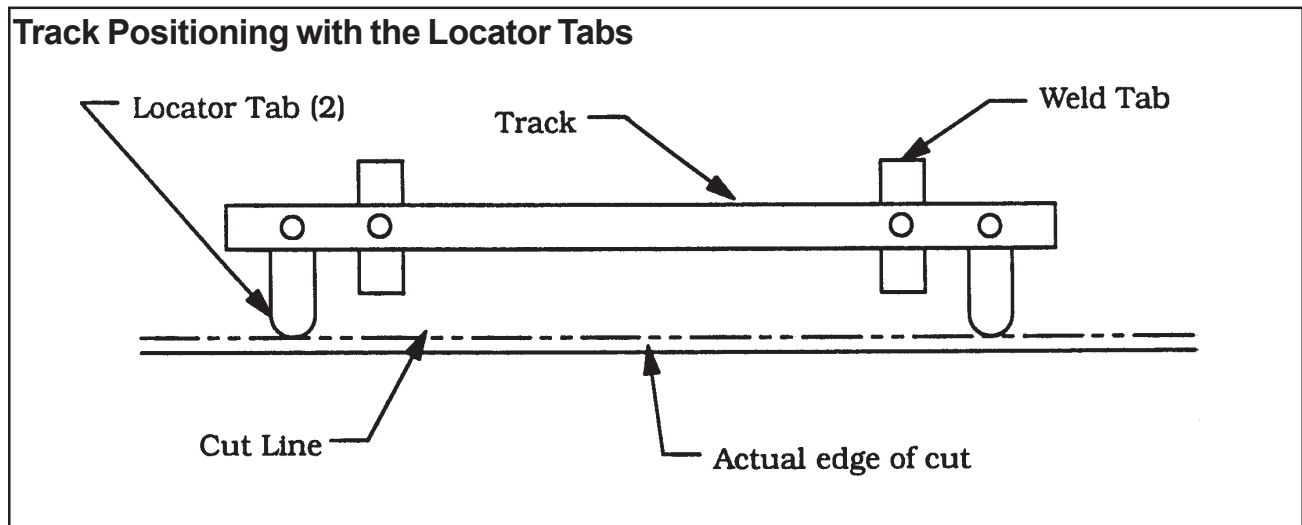 Track Positioning with the Locator Tabs
Locator Tab (2)
Track
Weld Tab
Cut Line
Actual edge of cut